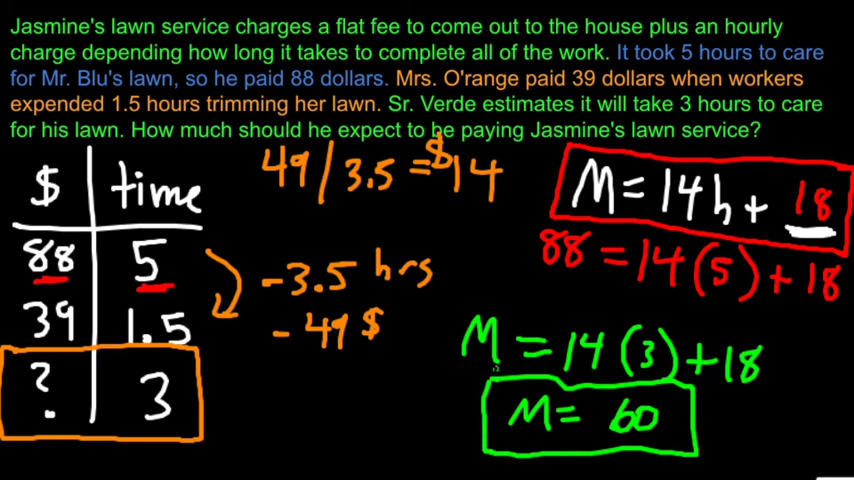 Jasmine's lawn service charges a flat fee to come out to the house plus an hourly
charge depending how long it takes to complete all of the work. It took 5 hours to care
for Mr. Blu's lawn, so he paid 88 dollars. Mrs. O'range paid 39 dollars when workers
expended 1.5 hours trimming her lawn. Sr. Verde estimates it will take 3 hours to care
for his lawn. How much should he expect to be paying Jasmine's lawn service?
$ time
88 5
39 1.5
? 3
49/3.5 = $14
-3.5 hrs
-49 $
M = 14h + 18
88 = 14(5) + 18
M = 14(3) + 18
M = 60